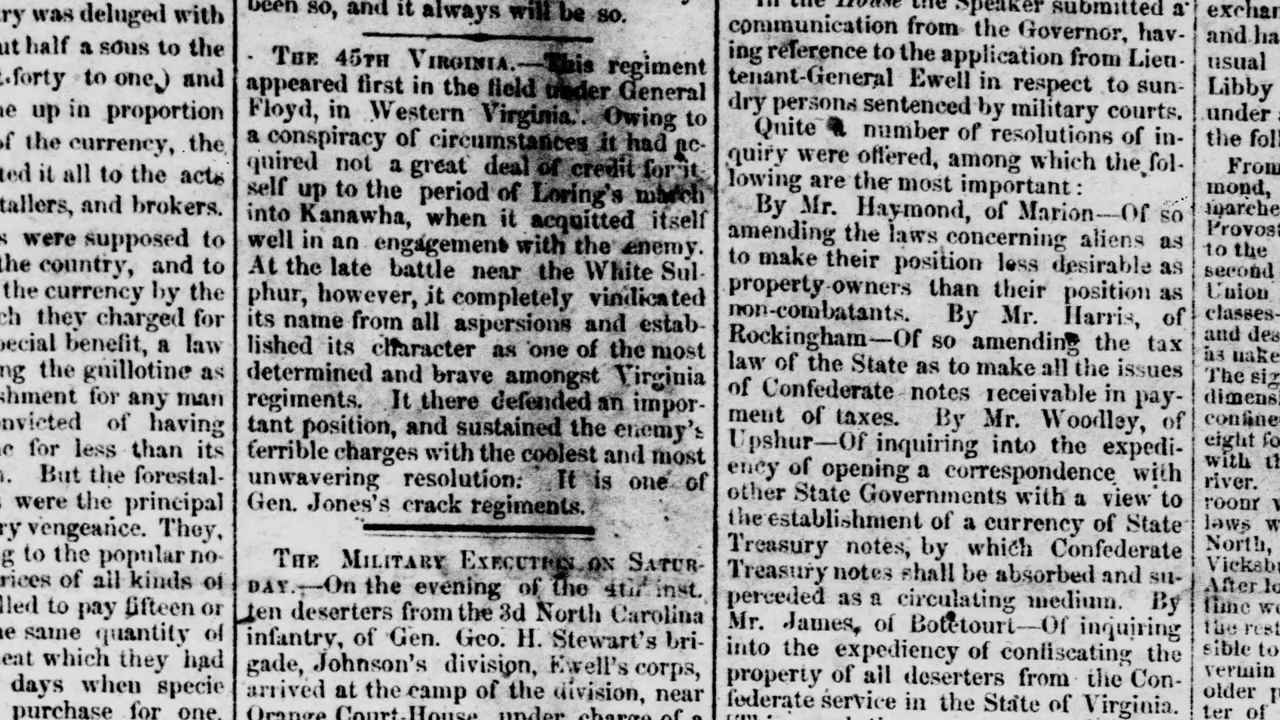 ry was deluged with
ut half a sous to the
forty to one,) and
e up in proportion
of the currency, the
ted it all to the acts
tallers, and brokers.
s were supposed to
the country, and to
the currency by the
ch they charged for
pecial benefit, a law
ng the guillotine as
shment for any man
nvicted of having
e for less than its
But the forestal-
s were the principal
ry vengeance. They,
g to the popular no-
rices of all kinds of
lled to pay fifteen or
e same quantity of
eat which they had
days when specie
purchase for one.
been so, and it always will be so.
THE 45TH VIRGINIA.—This regiment
appeared first in the field under General
Floyd, in Western Virginia. Owing to
a conspiracy of circumstances it had ac-
quired not a great deal of credit for it-
self up to the period of Loring's march
into Kanawha, when it acquitted itself
well in an engagement with the enemy.
At the late battle near the White Sul-
phur, however, it completely vindicated
its name from all aspersions and estab-
lished its character as one of the most
determined and brave amongst Virginia
regiments. It there defended an impor-
tant position, and sustained the enemy's
terrible charges with the coolest and most
unwavering resolution. It is one of
Gen. Jones's crack regiments.
THE MILITARY EXECUTION ON SATUR-
DAY.—On the evening of the 4th inst.
ten deserters from the 3d North Carolina
infantry, of Gen. Geo. H. Stewart's bri-
gade, Johnson's division, Ewell's corps,
arrived at the camp of the division, near
Orange Court-House, under charge of a
In the House the Speaker submitted a
communication from the Governor, hav-
ing reference to the application from Lieu-
tenant-General Ewell in respect to sun-
dry persons sentenced by military courts.
Quite a number of resolutions of in-
quiry were offered, among which the fol-
lowing are the most important:
By Mr. Haymond, of Marion—Of so
amending the laws concerning aliens as
to make their position less desirable as
property-owners than their position as
non-combatants. By Mr. Harris, of
Rockingham—Of so amending the tax
law of the State as to make all the issues
of Confederate notes receivable in pay-
ment of taxes. By Mr. Woodley, of
Upshur—Of inquiring into the expedi-
ency of opening a correspondence with
other State Governments with a view to
the establishment of a currency of State
Treasury notes, by which Confederate
Treasury notes shall be absorbed and su-
perceded as a circulating medium. By
Mr. James, of Botetourt—Of inquiring
into the expediency of confiscating the
property of all deserters from the Con-
federate service in the State of Virginia.
exchan
and ha
usual
Libby
under
the foll
From
mond,
marche
Provost
to the
second
Union
classes-
and des
as nake
The sig
dimensi
confine
eight fo
with th
river.
room w
laws w
North,
Vicksb
After le
time wo
the rest
sible to
vermin
older p
ter of